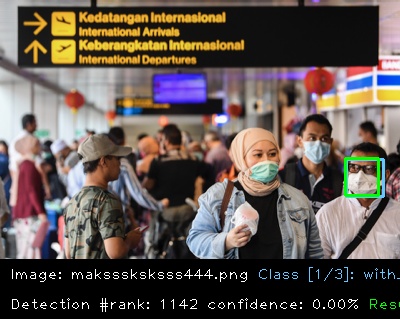 Kedatangan Internasional
International Arrivals
Keberangkatan Internasional
International Departures
Image: maksssksksss444.png Class [1/3]: with_
Detection #rank: 1142 confidence: 0.00% Res